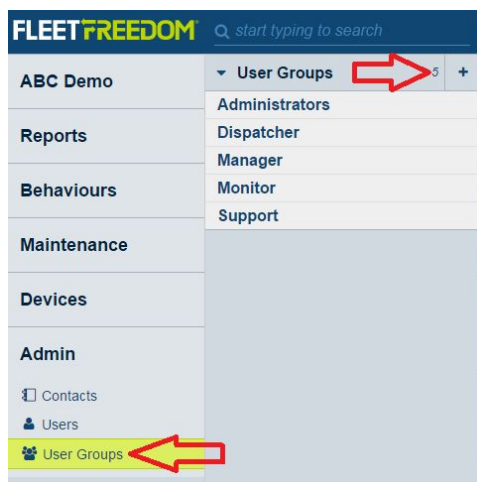 FLEETFREEDOM
start typing to search
ABC Demo
Reports
Behaviours
Maintenance
Devices
Admin
Contacts
Users
User Groups
User Groups 5 +
Administrators
Dispatcher
Manager
Monitor
Support